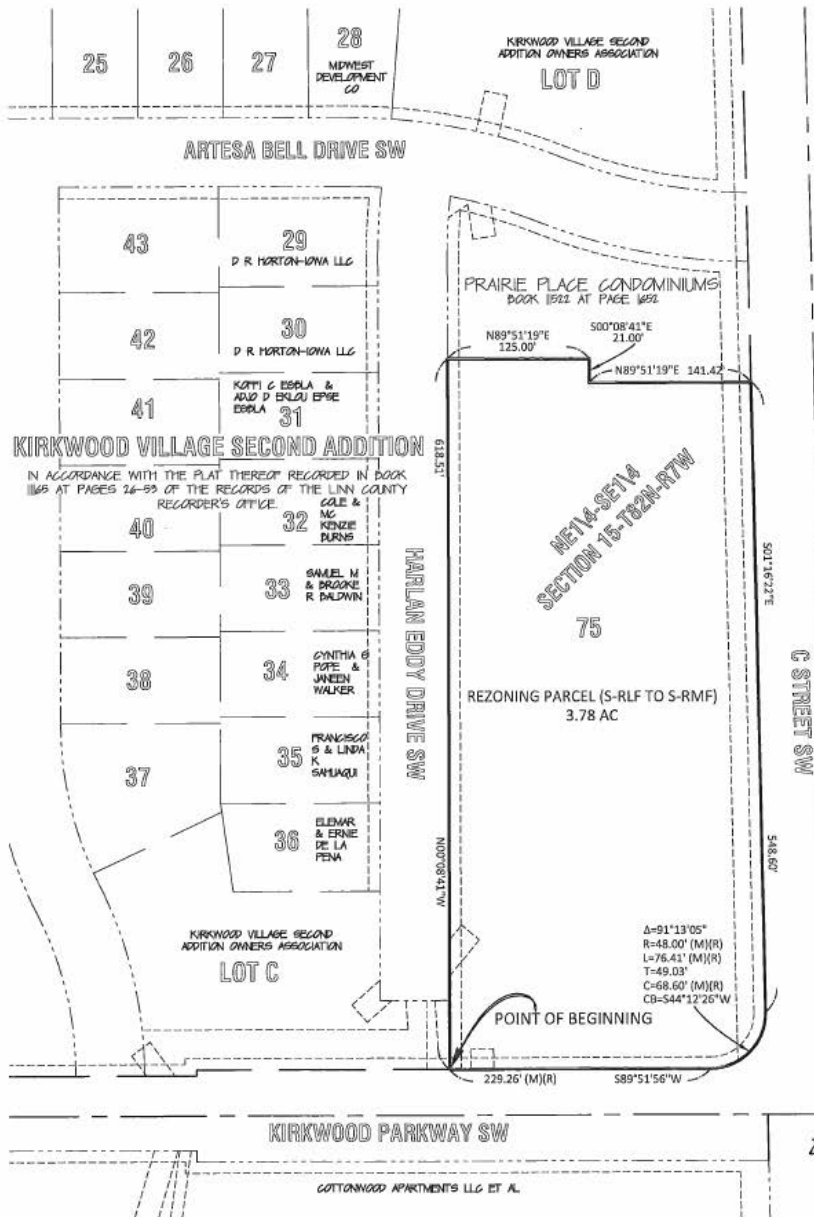 25
26
27
28
MIDWEST
DEVELOPMENT
CO
KIRKWOOD VILLAGE SECOND
ADDITION OWNERS ASSOCIATION
LOT D
ARTESA BELL DRIVE SW
43
29
D R HORTON-IOWA LLC
PRAIRIE PLACE CONDOMINIUMS
BOOK 11522 AT PAGE 1652
42
30
D R HORTON-IOWA LLC
N89°51'19"E
125.00'
S00°08'41"E
21.00'
N89°51'19"E 141.42'
41
KOFFI C ESBLA &
ADJO D EKLOU EPSE
ESBLA
31
KIRKWOOD VILLAGE SECOND ADDITION
IN ACCORDANCE WITH THE PLAT THEREOF RECORDED IN BOOK
1165 AT PAGES 26-53 OF THE RECORDS OF THE LINN COUNTY
RECORDER'S OFFICE.
618.51'
40
32
COLE &
MC
KENZIE
BURNS
NE1\4-SE1\4
SECTION 15-T82N-R7W
39
33
SAMUEL M
& BROOKE
R BALDWIN
HARLAN EDDY DRIVE SW
75
S01°16'22"E
C STREET SW
38
34
CYNTHIA S
POPE &
JANEEN
WALKER
REZONING PARCEL (S-RLF TO S-RMF)
3.78 AC
37
35
FRANCISCO
S & LINDA
K
SAHUAQUI
36
ELEMAR
& ERNIE
DE LA
PENA
N00°08'41"W
548.60'
KIRKWOOD VILLAGE SECOND
ADDITION OWNERS ASSOCIATION
LOT C
Δ=91°13'05"
R=48.00' (M)(R)
L=76.41' (M)(R)
T=49.03'
C=68.60' (M)(R)
CB=S44°12'26"W
POINT OF BEGINNING
229.26' (M)(R)
S89°51'56"W
KIRKWOOD PARKWAY SW
COTTONWOOD APARTMENTS LLC ET AL